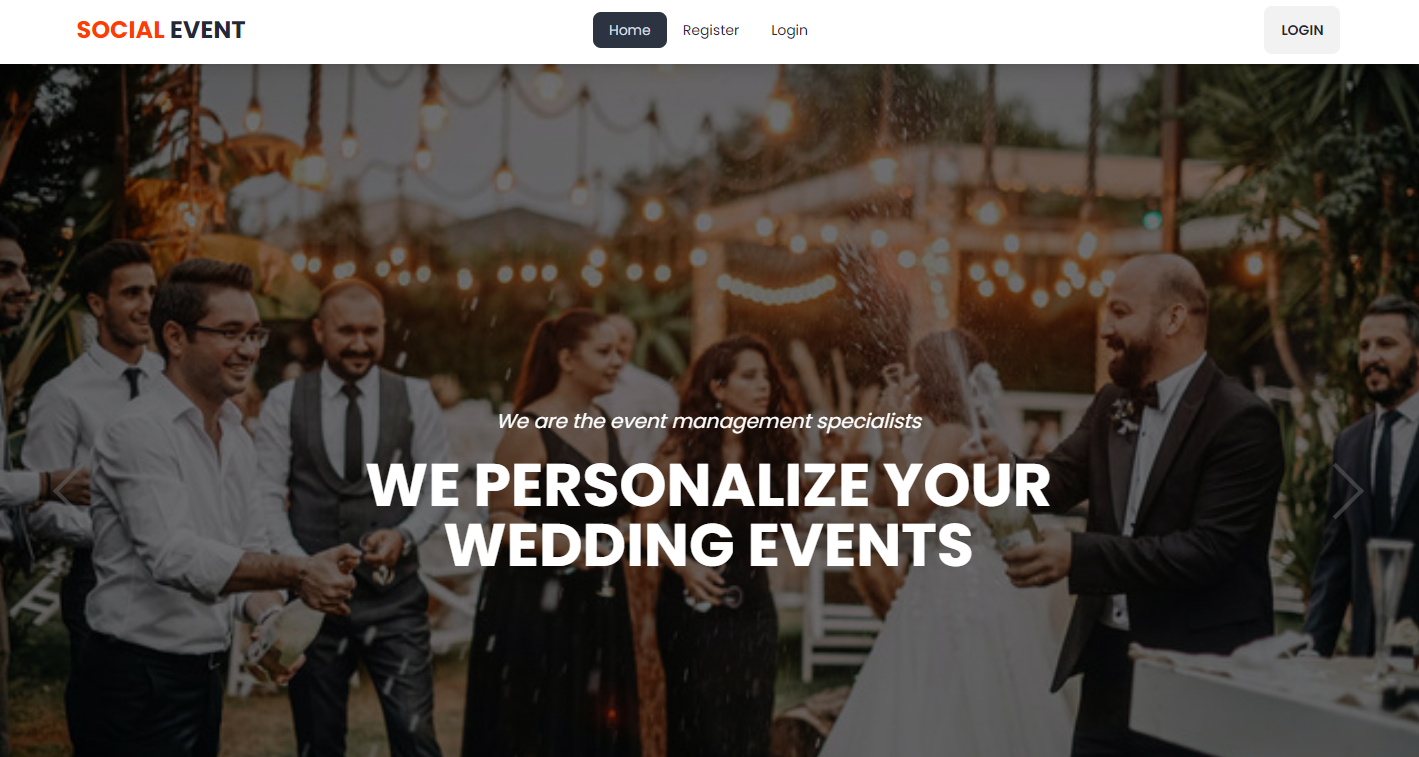 SOCIAL EVENT
Home
Register
Login
LOGIN
We are the event management specialists
WE PERSONALIZE YOUR
WEDDING EVENTS